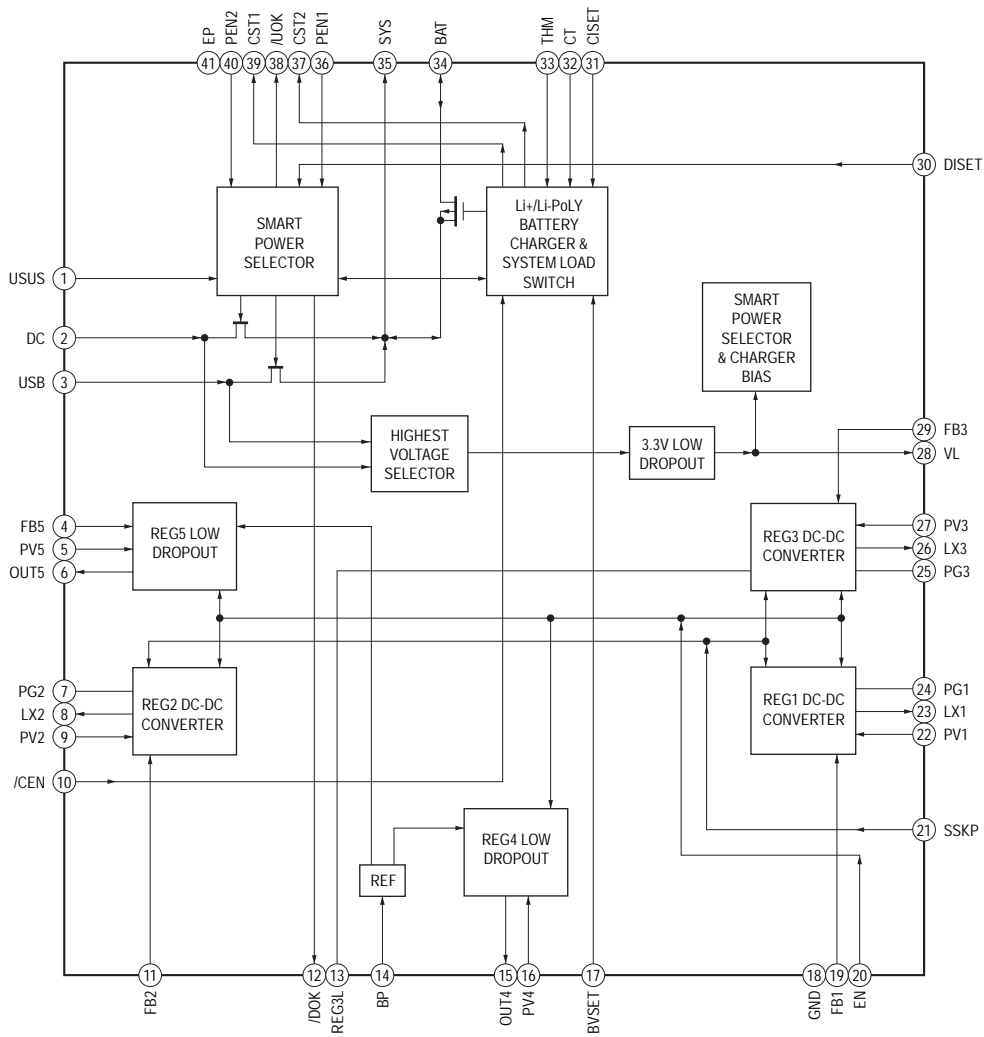 EP
PEN2
CST1
/UOK
CST2
PEN1
SYS
BAT
THM
CT
CISET
41
40
39
38
37
36
35
34
33
32
31
30
DISET
SMART
POWER
SELECTOR
Li+/Li-PoLY
BATTERY
CHARGER &
SYSTEM LOAD
SWITCH
USUS
1
DC
2
USB
3
SMART
POWER
SELECTOR
& CHARGER
BIAS
HIGHEST
VOLTAGE
SELECTOR
3.3V LOW
DROPOUT
29
FB3
28
VL
FB5
4
PV5
5
OUT5
6
REG5 LOW
DROPOUT
REG3 DC-DC
CONVERTER
27
PV3
26
LX3
25
PG3
PG2
7
LX2
8
PV2
9
REG2 DC-DC
CONVERTER
REG1 DC-DC
CONVERTER
24
PG1
23
LX1
22
PV1
/CEN
10
REG4 LOW
DROPOUT
21
SSKP
REF
11
12
13
14
15
16
17
18
19
20
FB2
/DOK
REG3L
BP
OUT4
PV4
BVSET
GND
FB1
EN